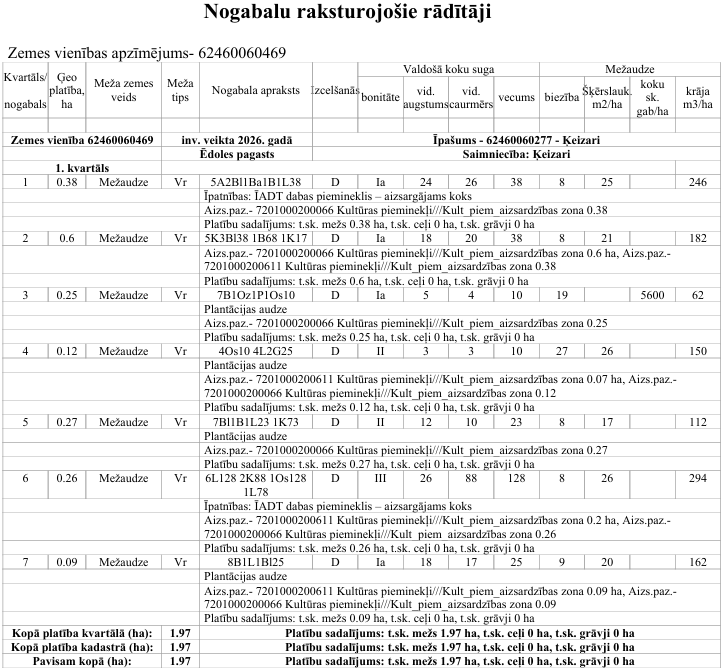 Nogabalu raksturojošie rādītāji
Zemes vienības apzīmējums- 62460060469
Kvartāls/ nogabals Ģeo platība, ha Meža zemes veids Meža tips Nogabala apraksts Izcelšanās Valdošā koku suga Mežaudze
bonitāte vid. augstums vid. caurmērs vecums biezība Šķērslauk. m2/ha koku sk. gab/ha krāja m3/ha
Zemes vienība 62460060469 inv. veikta 2026. gadā Īpašums - 62460060277 - Ķeizari
Ēdoles pagasts Saimniecība: Ķeizari
1. kvartāls
1 0.38 Mežaudze Vr 5A2Bl1Ba1B1L38 D Ia 24 26 38 8 25 246
Īpatnības: ĪADT dabas piemineklis – aizsargājams koks
Aizs.paz.- 7201000200066 Kultūras pieminekļi///Kult_piem_aizsardzības zona 0.38
Platību sadalījums: t.sk. mežs 0.38 ha, t.sk. ceļi 0 ha, t.sk. grāvji 0 ha
2 0.6 Mežaudze Vr 5K3Bl38 1B68 1K17 D Ia 18 20 38 8 21 182
Aizs.paz.- 7201000200066 Kultūras pieminekļi///Kult_piem_aizsardzības zona 0.6 ha, Aizs.paz.-
7201000200611 Kultūras pieminekļi///Kult_piem_aizsardzības zona 0.38
Platību sadalījums: t.sk. mežs 0.6 ha, t.sk. ceļi 0 ha, t.sk. grāvji 0 ha
3 0.25 Mežaudze Vr 7B1Oz1P1Os10 D Ia 5 4 10 19 5600 62
Plantācijas audze
Aizs.paz.- 7201000200066 Kultūras pieminekļi///Kult_piem_aizsardzības zona 0.25
Platību sadalījums: t.sk. mežs 0.25 ha, t.sk. ceļi 0 ha, t.sk. grāvji 0 ha
4 0.12 Mežaudze Vr 4Os10 4L2G25 D II 3 3 10 27 26 150
Plantācijas audze
Aizs.paz.- 7201000200611 Kultūras pieminekļi///Kult_piem_aizsardzības zona 0.07 ha, Aizs.paz.-
7201000200066 Kultūras pieminekļi///Kult_piem_aizsardzības zona 0.12
Platību sadalījums: t.sk. mežs 0.12 ha, t.sk. ceļi 0 ha, t.sk. grāvji 0 ha
5 0.27 Mežaudze Vr 7Bl1B1L23 1K73 D II 12 10 23 8 17 112
Plantācijas audze
Aizs.paz.- 7201000200066 Kultūras pieminekļi///Kult_piem_aizsardzības zona 0.27
Platību sadalījums: t.sk. mežs 0.27 ha, t.sk. ceļi 0 ha, t.sk. grāvji 0 ha
6 0.26 Mežaudze Vr 6L128 2K88 1Os128 D III 26 88 128 8 26 294
1L78
Īpatnības: ĪADT dabas piemineklis – aizsargājams koks
Aizs.paz.- 7201000200611 Kultūras pieminekļi///Kult_piem_aizsardzības zona 0.2 ha, Aizs.paz.-
7201000200066 Kultūras pieminekļi///Kult_piem_aizsardzības zona 0.26
Platību sadalījums: t.sk. mežs 0.26 ha, t.sk. ceļi 0 ha, t.sk. grāvji 0 ha
7 0.09 Mežaudze Vr 8B1L1Bl25 D Ia 18 17 25 9 20 162
Plantācijas audze
Aizs.paz.- 7201000200611 Kultūras pieminekļi///Kult_piem_aizsardzības zona 0.09 ha, Aizs.paz.-
7201000200066 Kultūras pieminekļi///Kult_piem_aizsardzības zona 0.09
Platību sadalījums: t.sk. mežs 0.09 ha, t.sk. ceļi 0 ha, t.sk. grāvji 0 ha
Kopā platība kvartālā (ha): 1.97 Platību sadalījums: t.sk. mežs 1.97 ha, t.sk. ceļi 0 ha, t.sk. grāvji 0 ha
Kopā platība kadastrā (ha): 1.97 Platību sadalījums: t.sk. mežs 1.97 ha, t.sk. ceļi 0 ha, t.sk. grāvji 0 ha
Pavisam kopā (ha): 1.97 Platību sadalījums: t.sk. mežs 1.97 ha, t.sk. ceļi 0 ha, t.sk. grāvji 0 ha